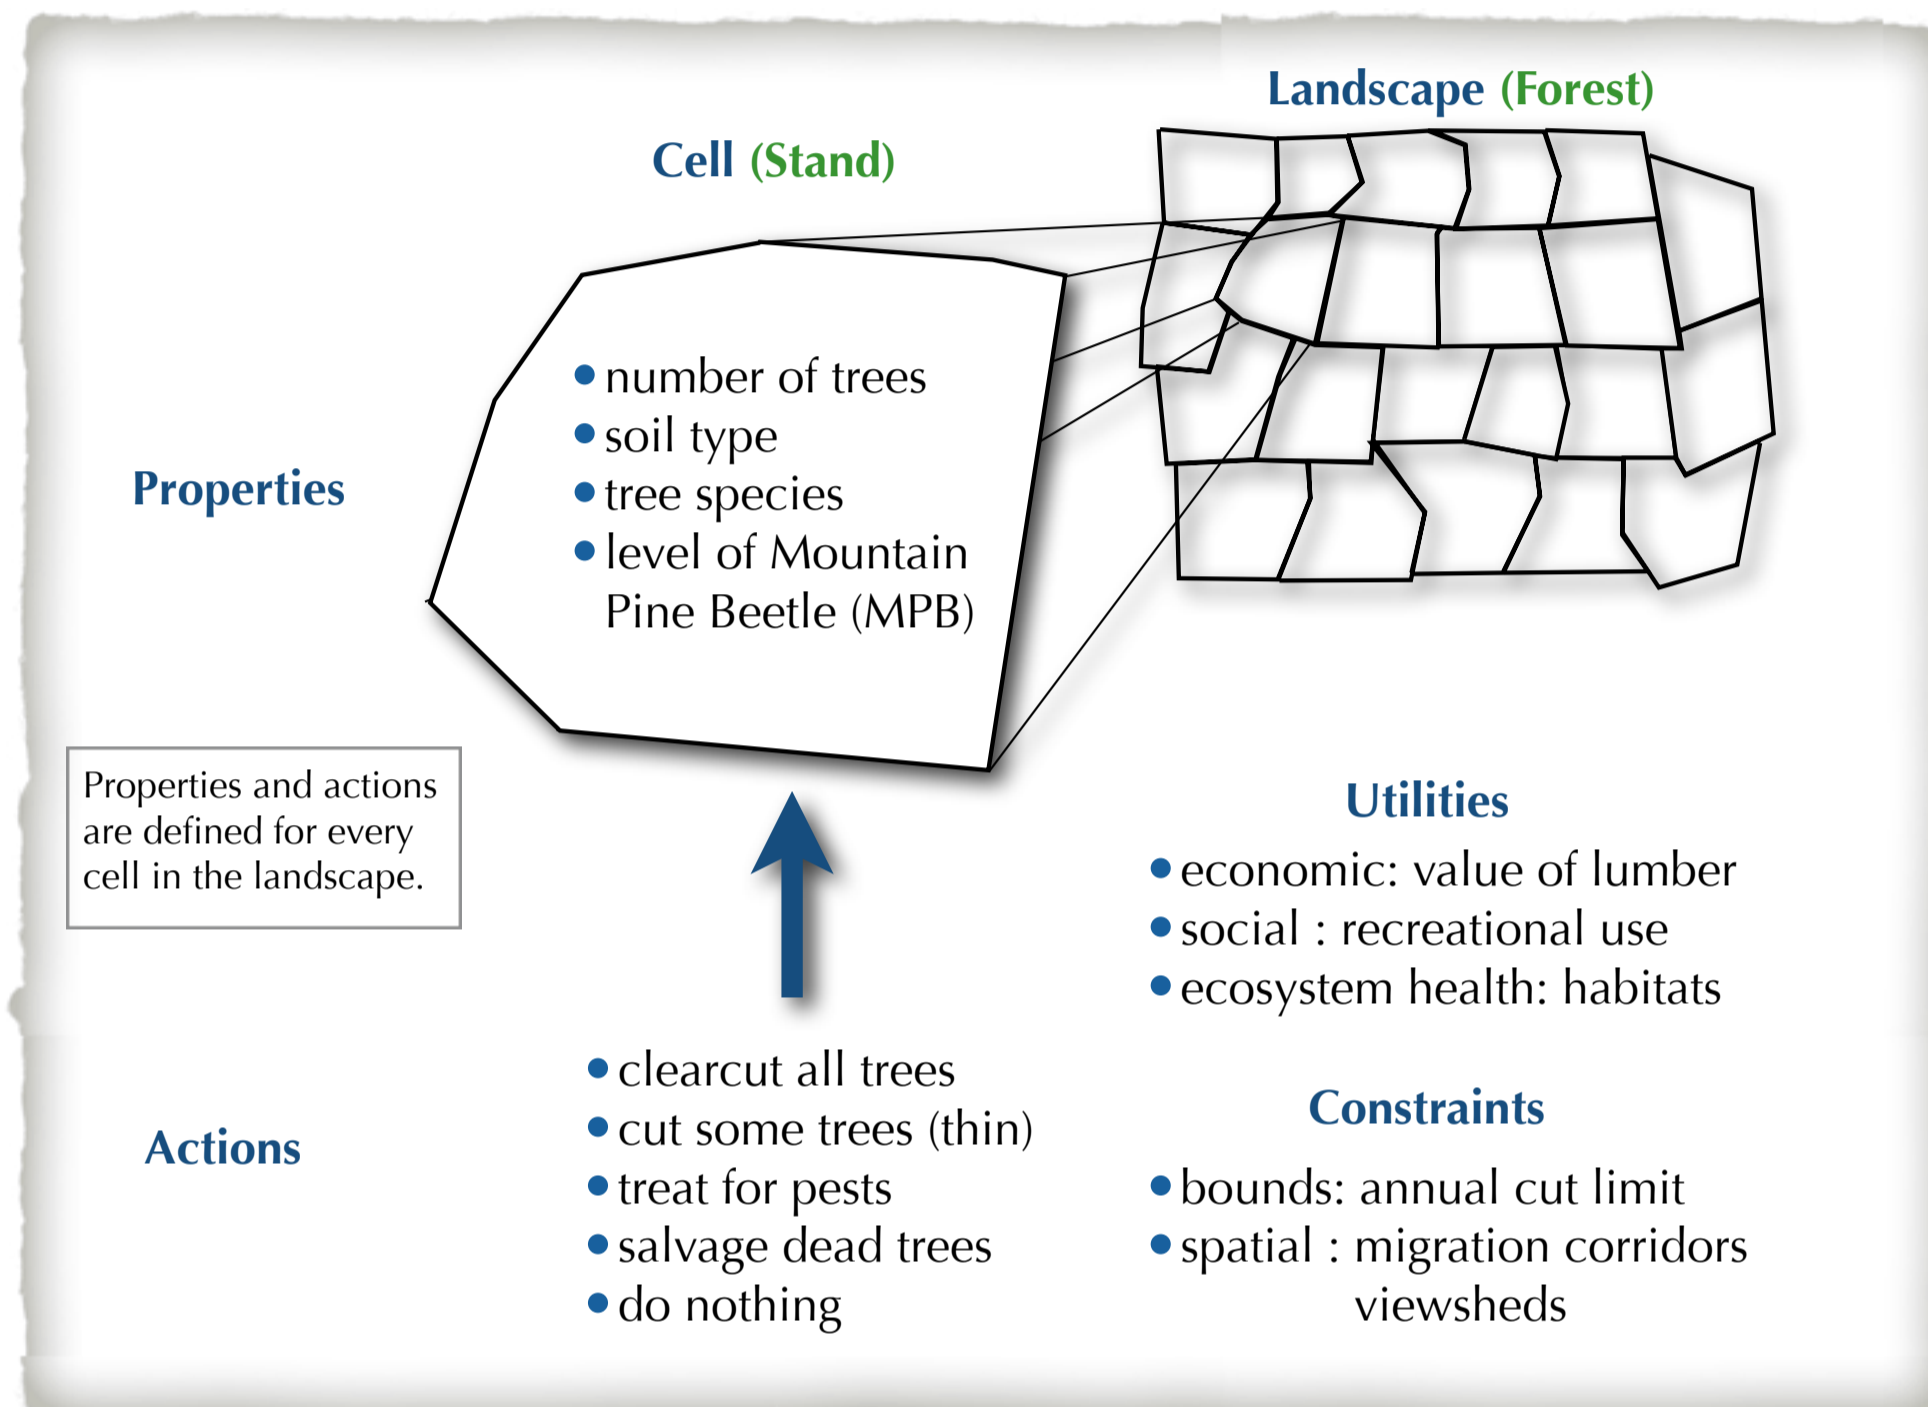 Landscape (Forest)
Cell (Stand)
Properties
• number of trees
• soil type
• tree species
• level of Mountain
Pine Beetle (MPB)
Properties and actions
are defined for every
cell in the landscape.
Utilities
• economic: value of lumber
• social : recreational use
• ecosystem health: habitats
Actions
• clearcut all trees
• cut some trees (thin)
• treat for pests
• salvage dead trees
• do nothing
Constraints
• bounds: annual cut limit
• spatial : migration corridors
viewsheds